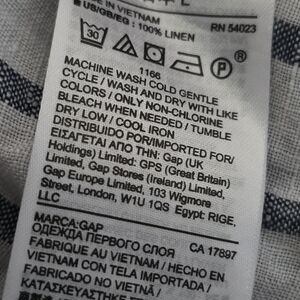 IN VIETNAM
US/GB/EG: 100% LINEN
RN 54023
30
P
1166
MACHINE WASH COLD GENTLE
CYCLE / WASH AND DRY WITH LIKE
COLORS / ONLY NON-CHLORINE
BLEACH WHEN NEEDED / TUMBLE
DRY LOW / COOL IRON
DISTRIBUIDO POR/IMPORTED FOR/
ΕΙΣΑΓΕΤΑΙ ΑΠΟ ΤΗΝ: Gap (UK
Holdings) Limited: GPS (Great Britain)
Limited, Gap Stores (Ireland) Limited,
Gap Europe Limited, 103 Wigmore
Street, London, W1U 1QS Egypt: RIGE,
LLC
MARCA:GAP
CA 17897
ОДЕЖДА ПЕРВОГО СЛОЯ
FABRIQUE AU VIETNAM / HECHO EN
VIETNAM CON TELA IMPORTADA /
FABRICADO NO VIETNÃ /
ΚΑΤΑΣΚΕΥΑΣΤΗΚΕ